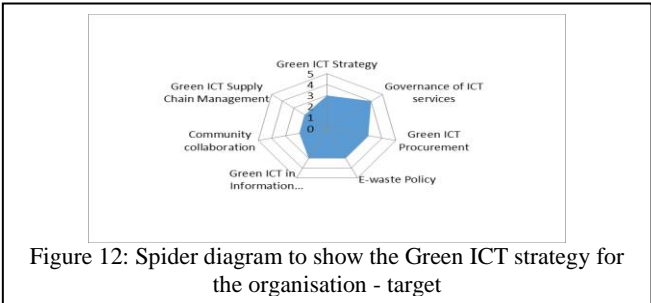 Green ICT Strategy
5
4
3
2
1
0
Governance of ICT
services
Green ICT
Procurement
E-waste Policy
Green ICT in
Information...
Community
collaboration
Green ICT Supply
Chain Management
Figure 12: Spider diagram to show the Green ICT strategy for
the organisation - target